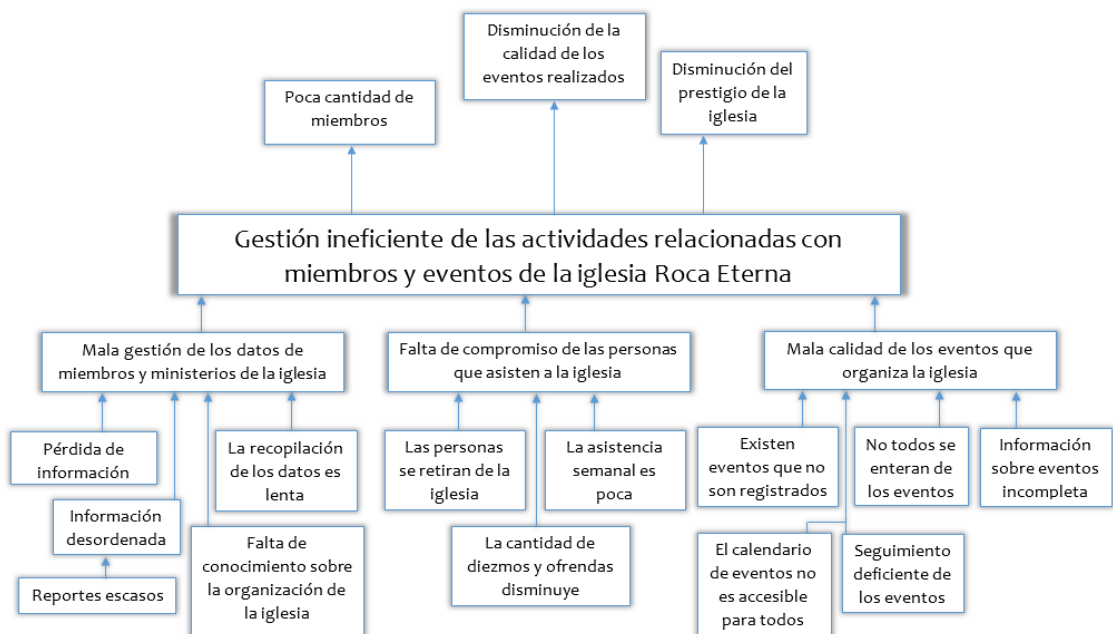 Disminución de la
calidad de los
eventos realizados
Disminución del
prestigio de la
iglesia
Poca cantidad de
miembros
Gestión ineficiente de las actividades relacionadas con
miembros y eventos de la iglesia Roca Eterna
Mala gestión de los datos de
miembros y ministerios de la iglesia
Falta de compromiso de las personas
que asisten a la iglesia
Mala calidad de los eventos que
organiza la iglesia
Pérdida de
información
La recopilación
de los datos es
lenta
Las personas
se retiran de la
iglesia
La asistencia
semanal es
poca
Existen
eventos que no
son registrados
No todos se
enteran de
los eventos
Información
sobre eventos
incompleta
Información
desordenada
Reportes escasos
Falta de
conocimiento sobre
la organización de
la iglesia
La cantidad de
diezmos y ofrendas
disminuye
El calendario
de eventos no
es accesible
para todos
Seguimiento
deficiente de
los eventos